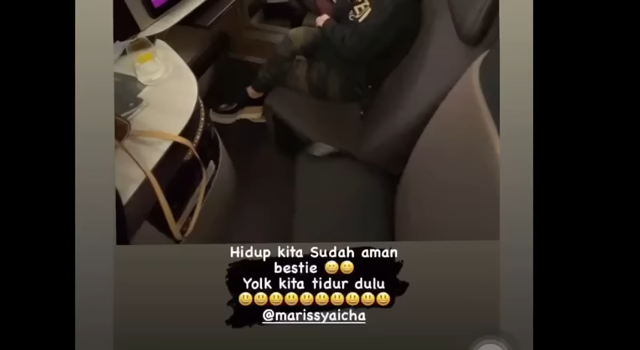 Hidup kita Sudah aman
bestie 😄😄
Yolk kita tidur dulu
😃😃😃😃😃😃😃😃😃😃
@marissyaicha